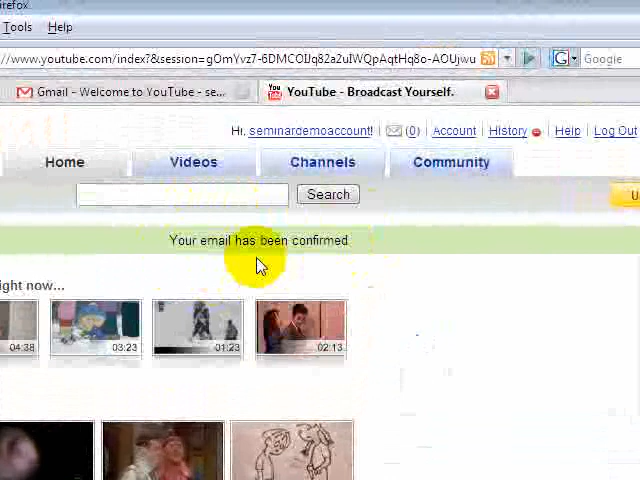 irefox
Tools Help
//www.youtube.com/index?&session=gOmYvz7-6DMCOIJq82a2uIWQpAqtHq8o-AOUjwu G Google
Gmail - Welcome to YouTube - se... You Tube YouTube - Broadcast Yourself.
Hi, seminardemoaccount! (0) Account History Help Log Out
Home Videos Channels Community
Search U
Your email has been confirmed.
ight now...
04:38 03:23 01:23 02:13